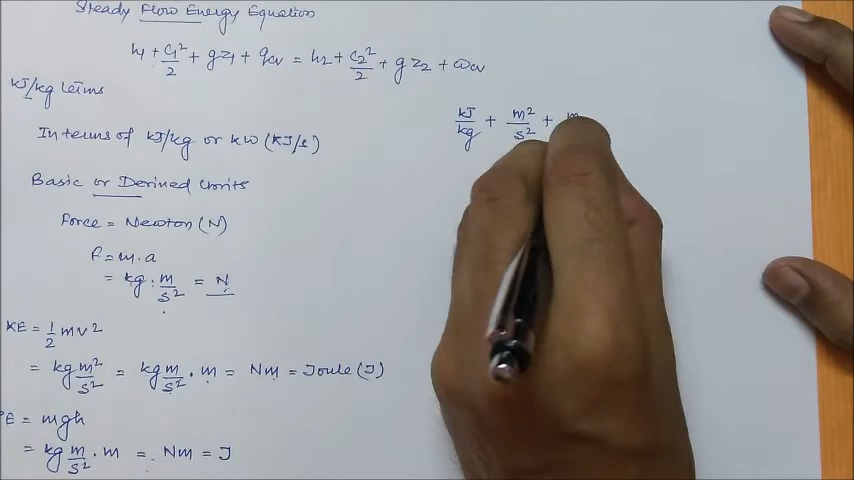 Steady Flow Energy Equation
h1 + C1²/2 + gz1 + qcv = h2 + C2²/2 + gz2 + ωcv
kJ/kg terms
kJ/kg + m²/s² + m
In terms of kJ/kg or kW (kJ/s)
Basic or Derived units
Force = Newton (N)
F = m.a
= kg . m/s² = N
KE = 1/2 mv²
= kg m²/s² = kg m/s² . m = Nm = Joule (J)
PE = mgh
= kg m/s² . m = Nm = J